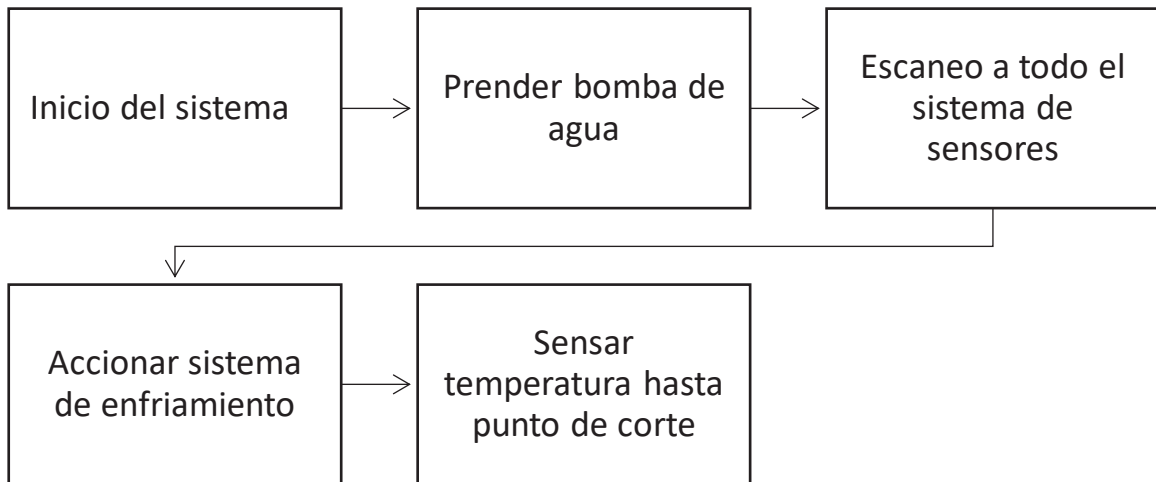 Inicio del sistema
Prender bomba de
agua
Escaneo a todo el
sistema de
sensores
Accionar sistema
de enfriamiento
Sensar
temperatura hasta
punto de corte